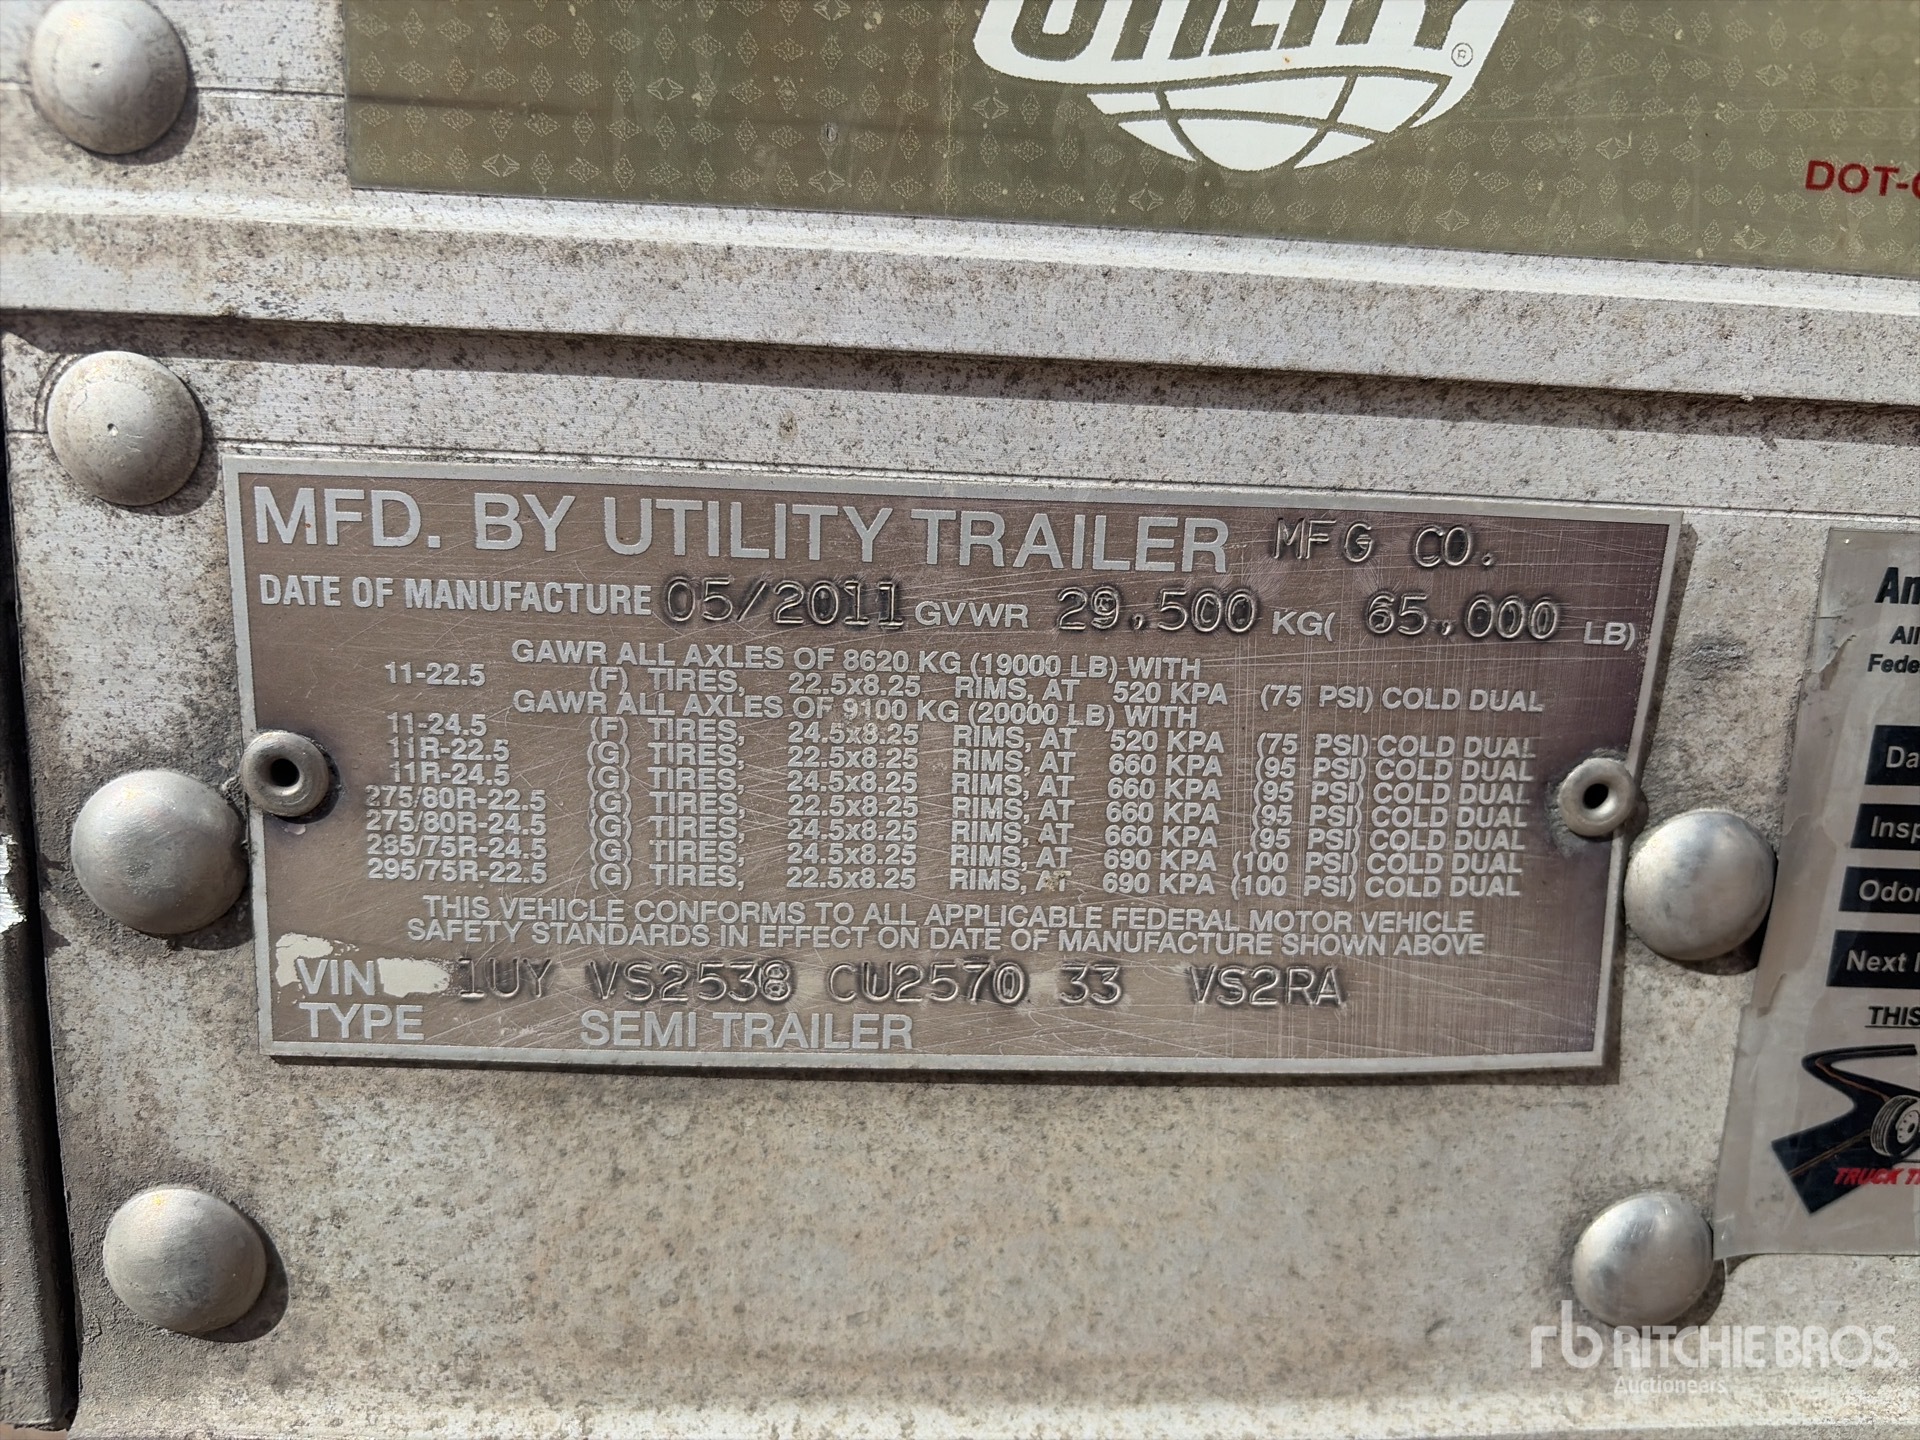 UTILITY®
DOT-C
MFD. BY UTILITY TRAILER MFG CO.
DATE OF MANUFACTURE 05/2011 GVWR 29,500 KG( 65,000 LB)
GAWR ALL AXLES OF 8620 KG (19000 LB) WITH
11-22.5 (F) TIRES, 22.5x8.25 RIMS, AT 520 KPA (75 PSI) COLD DUAL
GAWR ALL AXLES OF 9100 KG (20000 LB) WITH
11-24.5 (F) TIRES, 24.5x8.25 RIMS, AT 520 KPA (75 PSI) COLD DUAL
11R-22.5 (G) TIRES, 22.5x8.25 RIMS, AT 660 KPA (95 PSI) COLD DUAL
11R-24.5 (G) TIRES, 24.5x8.25 RIMS, AT 660 KPA (95 PSI) COLD DUAL
275/80R-22.5 (G) TIRES, 22.5x8.25 RIMS, AT 660 KPA (95 PSI) COLD DUAL
275/80R-24.5 (G) TIRES, 24.5x8.25 RIMS, AT 660 KPA (95 PSI) COLD DUAL
285/75R-24.5 (G) TIRES, 24.5x8.25 RIMS, AT 690 KPA (100 PSI) COLD DUAL
295/75R-22.5 (G) TIRES, 22.5x8.25 RIMS, AT 690 KPA (100 PSI) COLD DUAL
THIS VEHICLE CONFORMS TO ALL APPLICABLE FEDERAL MOTOR VEHICLE
SAFETY STANDARDS IN EFFECT ON DATE OF MANUFACTURE SHOWN ABOVE
VIN 1UY VS2538 CU2570 33 VS2RA
TYPE SEMI TRAILER
An
All
Fede
Da
Insp
Odo
Next
THIS
TRUCK T
rb RITCHIE BROS.
Auctioneers